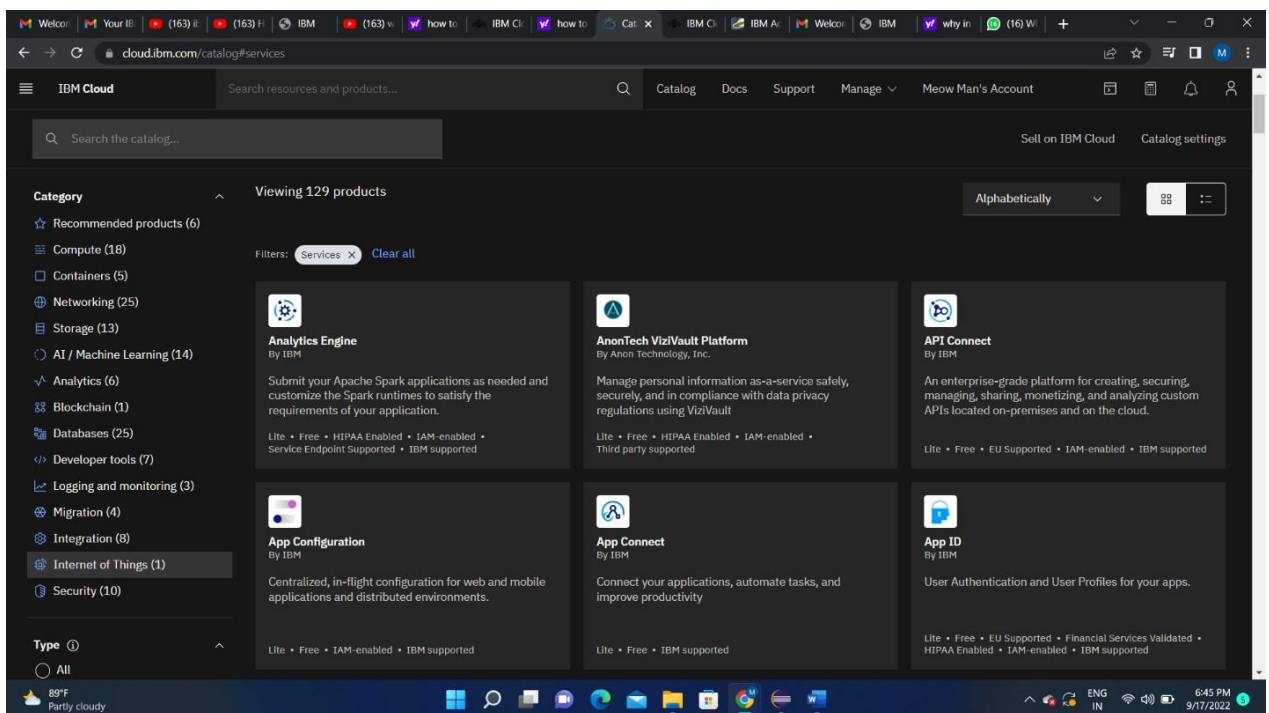 Welcon
Your IB
(163) it
(163) H
IBM
(163) w
how to
IBM Clo
how to
Cat
IBM Cl
IBM Ac
Welcon
IBM
why in
(16) W
cloud.ibm.com/catalog#services
M
IBM Cloud
Search resources and products...
Catalog
Docs
Support
Manage
Meow Man's Account
Search the catalog...
Sell on IBM Cloud
Catalog settings
Category
Recommended products (6)
Compute (18)
Containers (5)
Networking (25)
Storage (13)
AI / Machine Learning (14)
Analytics (6)
Blockchain (1)
Databases (25)
Developer tools (7)
Logging and monitoring (3)
Migration (4)
Integration (8)
Internet of Things (1)
Security (10)
Type
All
Viewing 129 products
Alphabetically
Filters: Services × Clear all
Analytics Engine
By IBM
Submit your Apache Spark applications as needed and
customize the Spark runtimes to satisfy the
requirements of your application.
Lite • Free • HIPAA Enabled • IAM-enabled •
Service Endpoint Supported • IBM supported
AnonTech ViziVault Platform
By Anon Technology, Inc.
Manage personal information as-a-service safely,
securely, and in compliance with data privacy
regulations using ViziVault
Lite • Free • HIPAA Enabled • IAM-enabled •
Third party supported
API Connect
By IBM
An enterprise-grade platform for creating, securing,
managing, sharing, monetizing, and analyzing custom
APIs located on-premises and on the cloud.
Lite • Free • EU Supported • IAM-enabled • IBM supported
App Configuration
By IBM
Centralized, in-flight configuration for web and mobile
applications and distributed environments.
Lite • Free • IAM-enabled • IBM supported
App Connect
By IBM
Connect your applications, automate tasks, and
improve productivity
Lite • Free • IBM supported
App ID
By IBM
User Authentication and User Profiles for your apps.
Lite • Free • EU Supported • Financial Services Validated •
HIPAA Enabled • IAM-enabled • IBM supported
89°F
Partly cloudy
ENG
IN
6:45 PM
9/17/2022
5